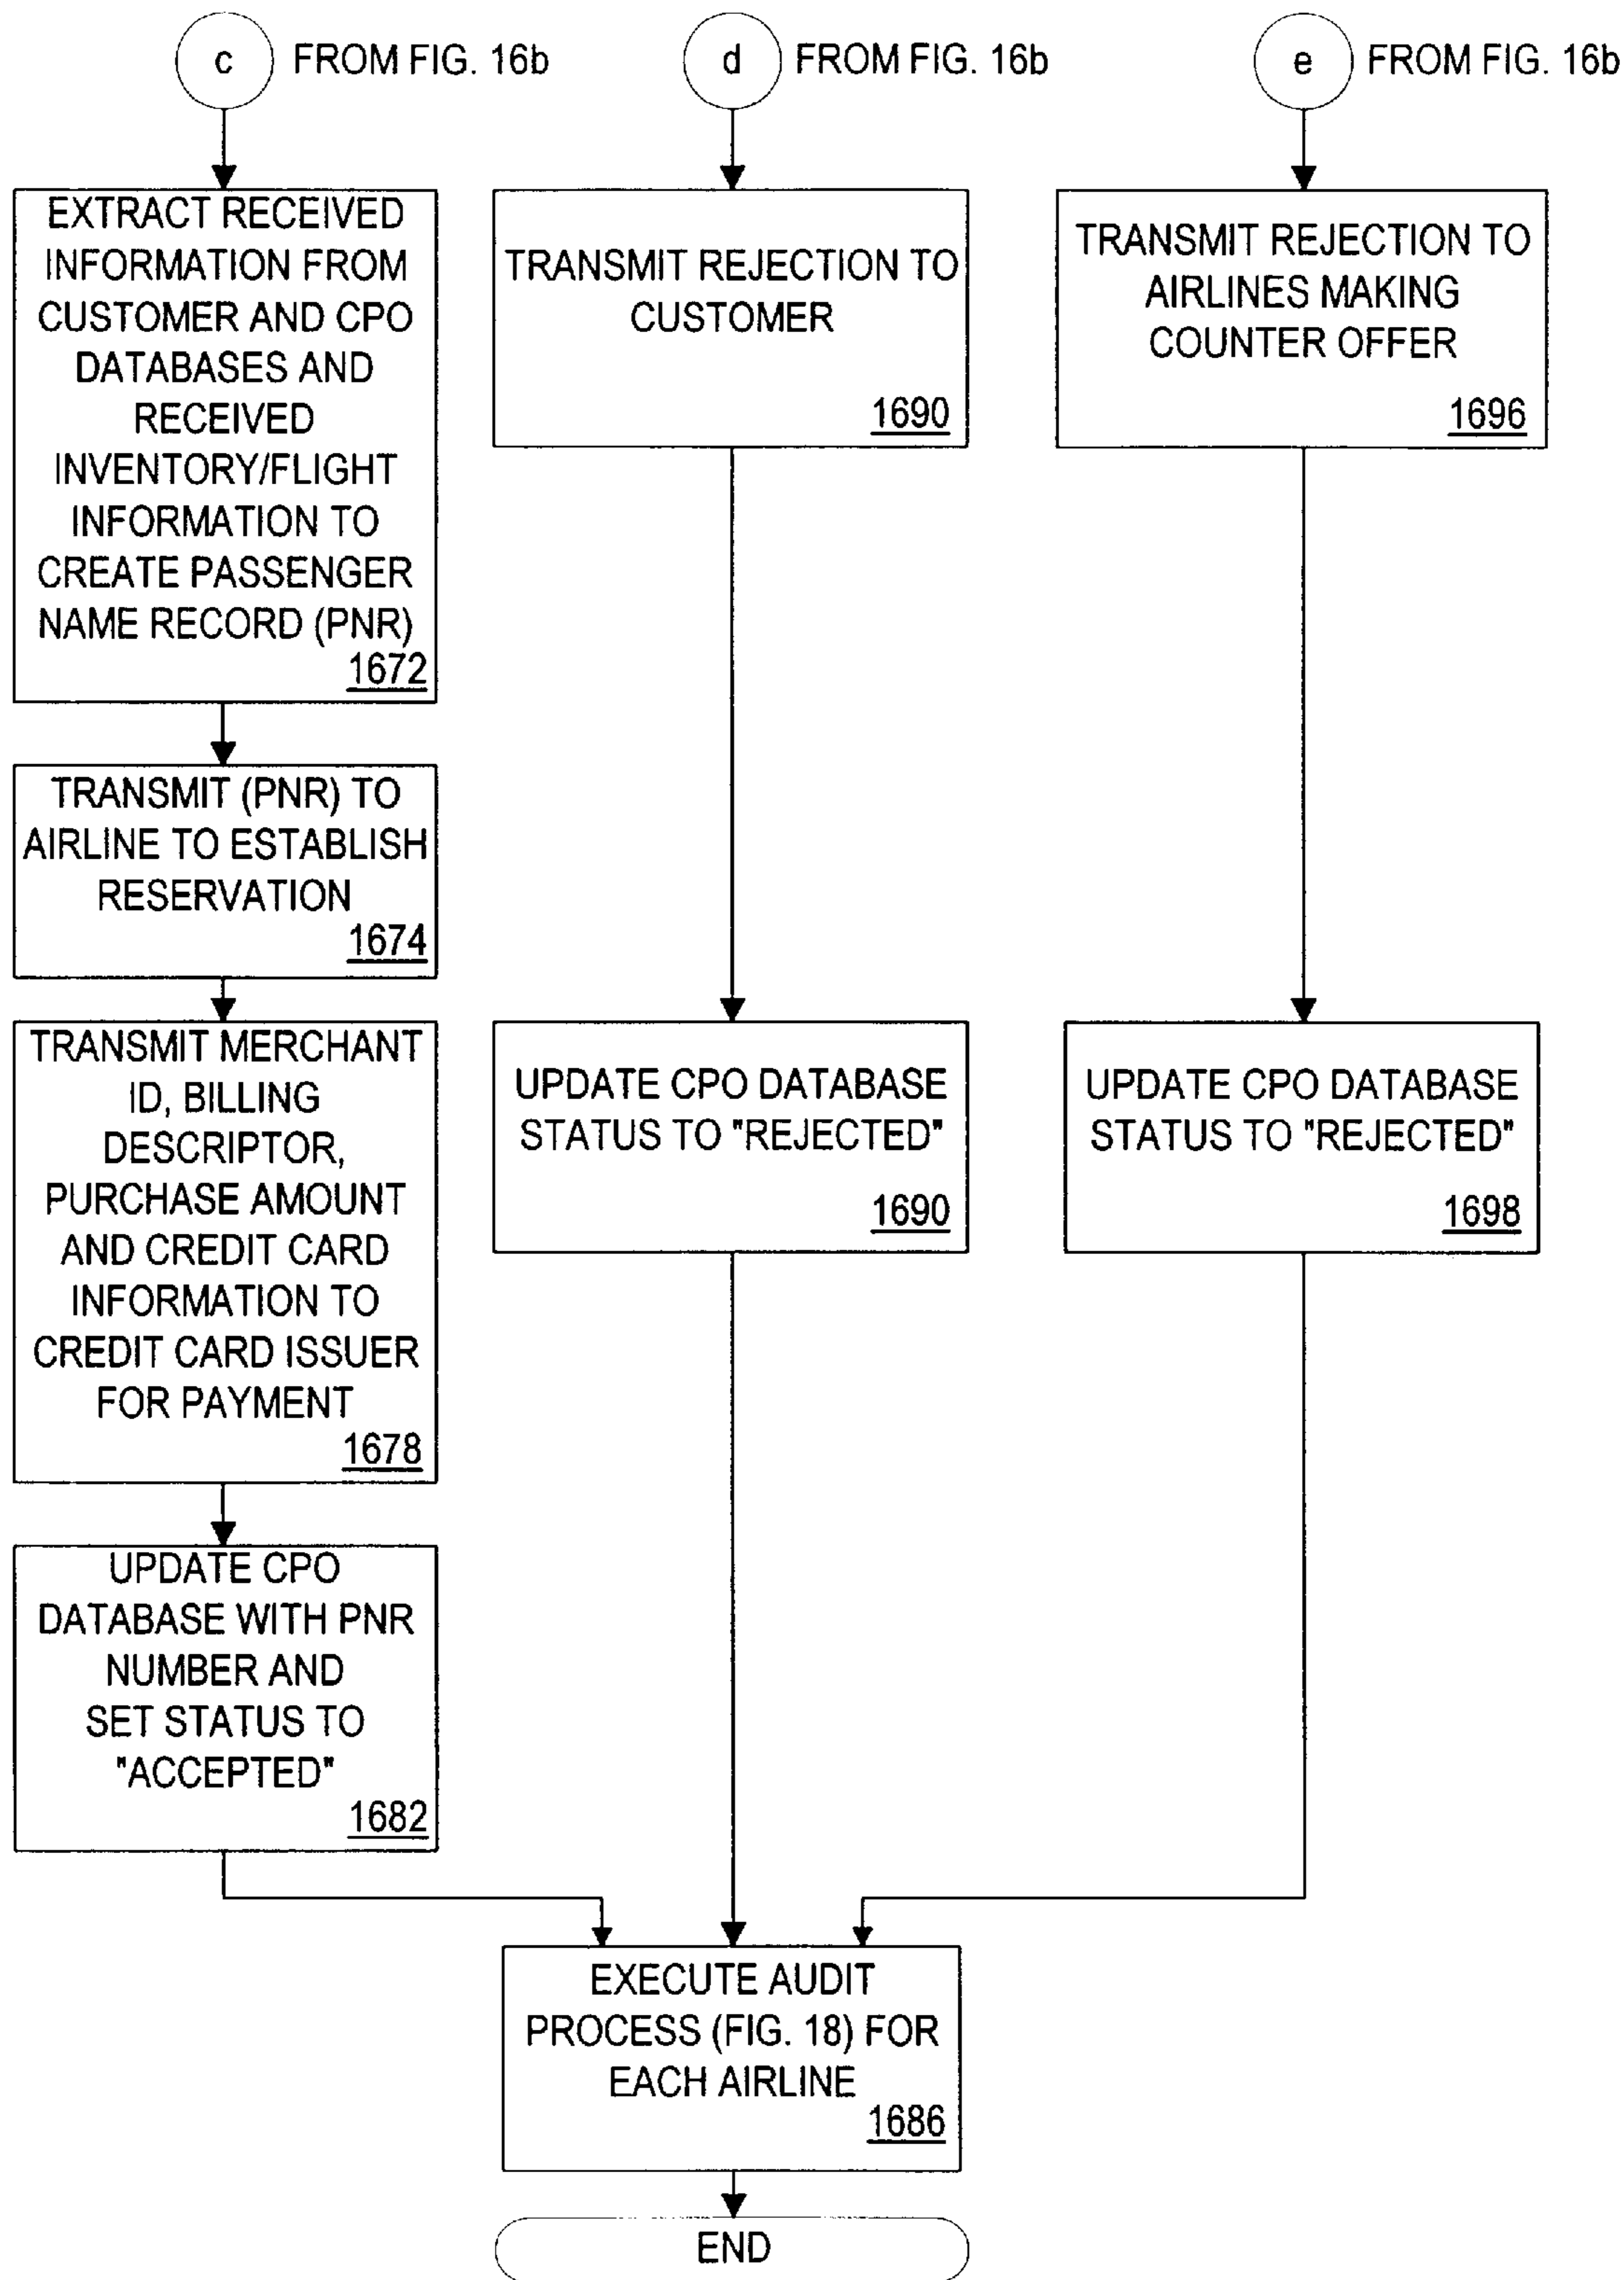 c FROM FIG. 16b
d FROM FIG. 16b
e FROM FIG. 16b
EXTRACT RECEIVED
INFORMATION FROM
CUSTOMER AND CPO
DATABASES AND
RECEIVED
INVENTORY/FLIGHT
INFORMATION TO
CREATE PASSENGER
NAME RECORD (PNR)
1672
TRANSMIT (PNR) TO
AIRLINE TO ESTABLISH
RESERVATION
1674
TRANSMIT MERCHANT
ID, BILLING
DESCRIPTOR,
PURCHASE AMOUNT
AND CREDIT CARD
INFORMATION TO
CREDIT CARD ISSUER
FOR PAYMENT
1678
UPDATE CPO
DATABASE WITH PNR
NUMBER AND
SET STATUS TO
"ACCEPTED"
1682
TRANSMIT REJECTION TO
CUSTOMER
1690
UPDATE CPO DATABASE
STATUS TO "REJECTED"
1690
TRANSMIT REJECTION TO
AIRLINES MAKING
COUNTER OFFER
1696
UPDATE CPO DATABASE
STATUS TO "REJECTED"
1698
EXECUTE AUDIT
PROCESS (FIG. 18) FOR
EACH AIRLINE
1686
END